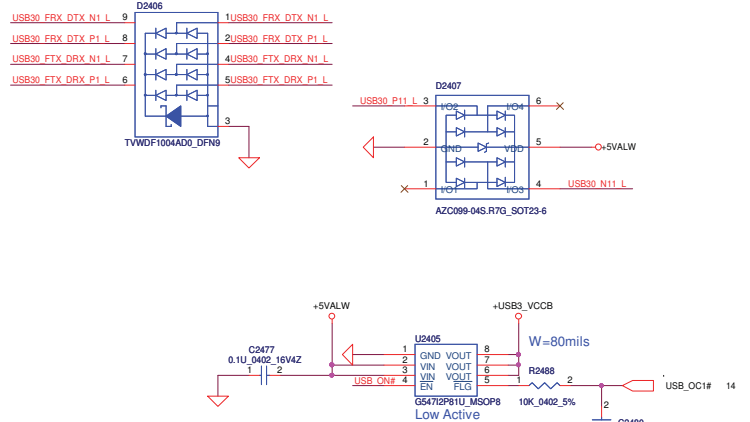 D2406
USB30_FRX_DTX_N1_L 9 1 USB30_FRX_DTX_N1_L
USB30_FRX_DTX_P1_L 8 2 USB30_FRX_DTX_P1_L
USB30_FTX_DRX_N1_L 7 4 USB30_FTX_DRX_N1_L
USB30_FTX_DRX_P1_L 6 5 USB30_FTX_DRX_P1_L
3
TVWDF1004AD0_DFN9
D2407
USB30_P11_L 3 I/O2 I/O4 6
2 GND VDD 5 +5VALW
1 I/O1 I/O3 4 USB30_N11_L
AZC099-04S.R7G_SOT23-6
+5VALW
+USB3_VCCB
C2477
0.1U_0402_16V4Z
1 2
U2405
1 GND VOUT 8
2 VIN VOUT 7
3 VIN VOUT 6
USB_ON# 4 EN FLG 5
G547I2P81U_MSOP8
Low Active
W=80mils
R2488
1 2
10K_0402_5%
USB_OC1# 14
2
C2480